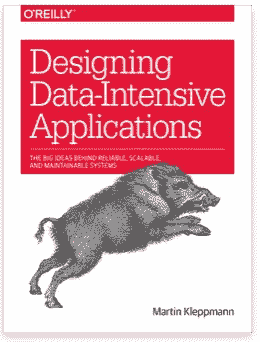 O'REILLY®
Designing
Data-Intensive
Applications
THE BIG IDEAS BEHIND RELIABLE, SCALABLE,
AND MAINTAINABLE SYSTEMS
Martin Kleppmann